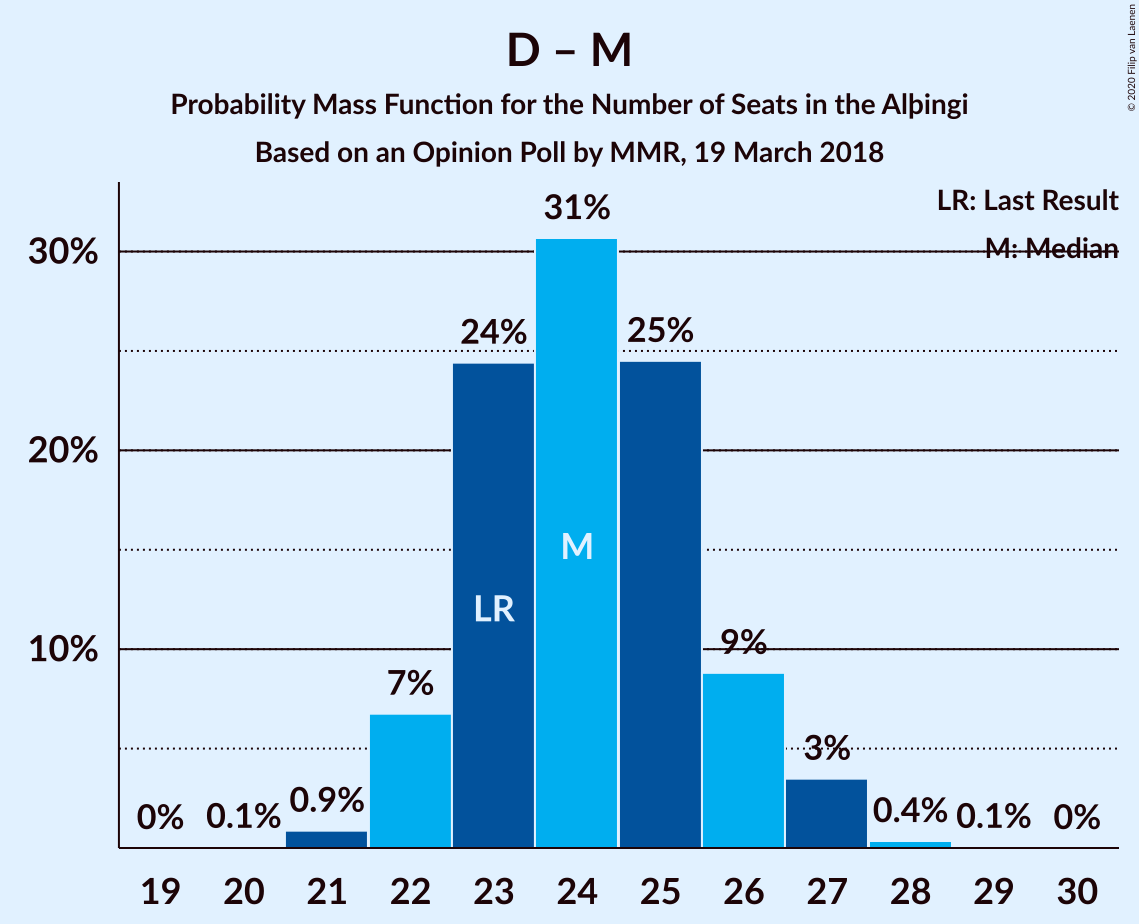 D – M
Probability Mass Function for the Number of Seats in the Alþingi
Based on an Opinion Poll by MMR, 19 March 2018
© 2020 Filip van Laenen
LR: Last Result
M: Median
30%
20%
10%
0%
0.1%
0.9%
7%
24%
31%
25%
9%
3%
0.4%
0.1%
0%
LR
M
19 20 21 22 23 24 25 26 27 28 29 30